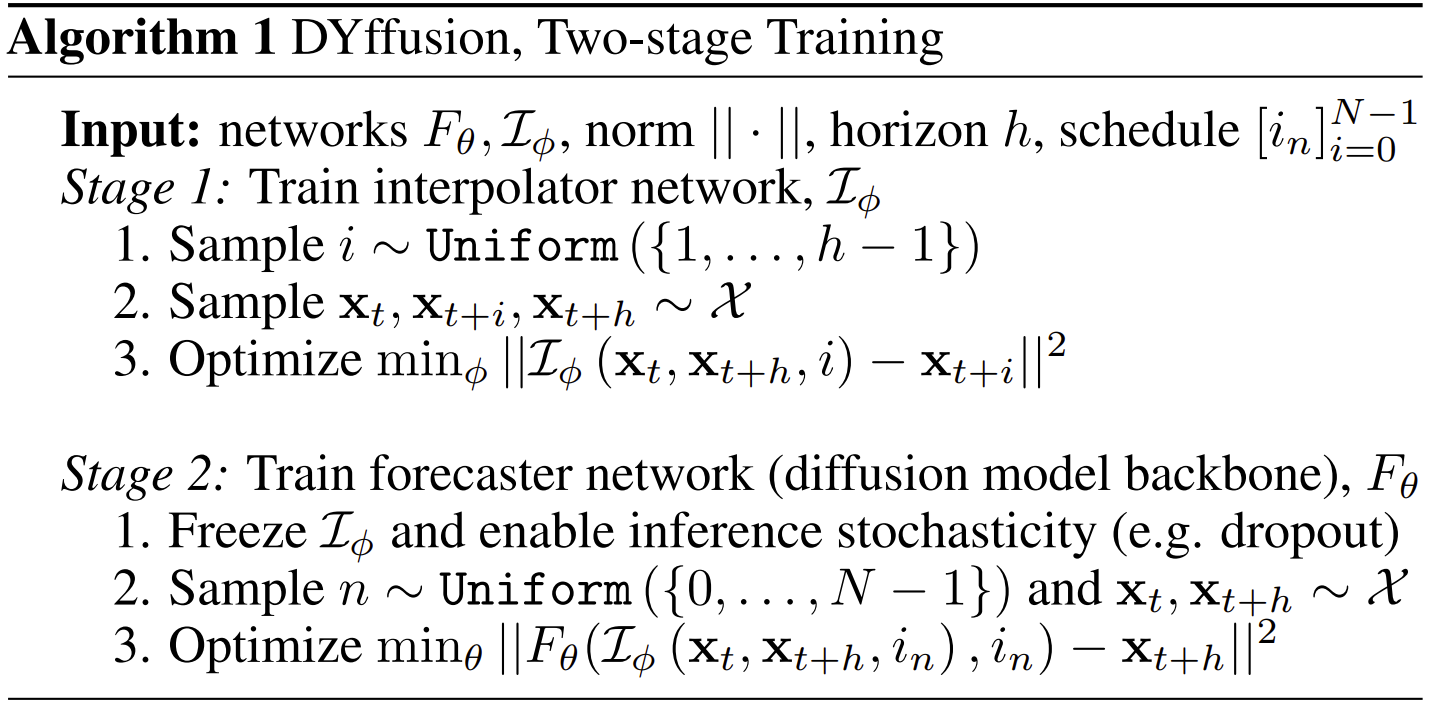 Algorithm 1 DYffusion, Two-stage Training
Input: networks $F_\theta, \mathcal{I}_\phi$, norm $||\cdot||$, horizon $h$, schedule $[i_n]_{i=0}^{N-1}$
Stage 1: Train interpolator network, $\mathcal{I}_\phi$
1. Sample $i \sim \texttt{Uniform}(\{1, \ldots, h-1\})$
2. Sample $\mathbf{x}_t, \mathbf{x}_{t+i}, \mathbf{x}_{t+h} \sim \mathcal{X}$
3. Optimize $\min_\phi ||\mathcal{I}_\phi(\mathbf{x}_t, \mathbf{x}_{t+h}, i) - \mathbf{x}_{t+i}||^2$
Stage 2: Train forecaster network (diffusion model backbone), $F_\theta$
1. Freeze $\mathcal{I}_\phi$ and enable inference stochasticity (e.g. dropout)
2. Sample $n \sim \texttt{Uniform}(\{0, \ldots, N-1\})$ and $\mathbf{x}_t, \mathbf{x}_{t+h} \sim \mathcal{X}$
3. Optimize $\min_\theta ||F_\theta(\mathcal{I}_\phi(\mathbf{x}_t, \mathbf{x}_{t+h}, i_n), i_n) - \mathbf{x}_{t+h}||^2$